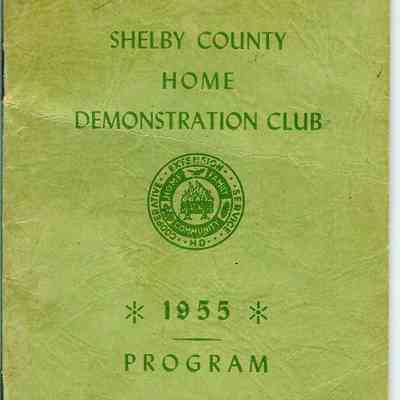 SHELBY COUNTY
HOME
DEMONSTRATION CLUB
COOPERATIVE · EXTENSION · SERVICE
HOME FAMILY
COMMUNITY
HD
* 1955 *
PROGRAM